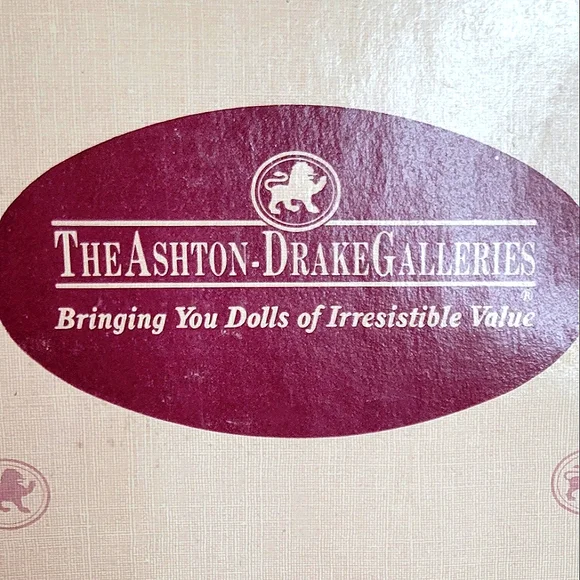 THE ASHTON-DRAKE GALLERIES
®
Bringing You Dolls of Irresistible Value